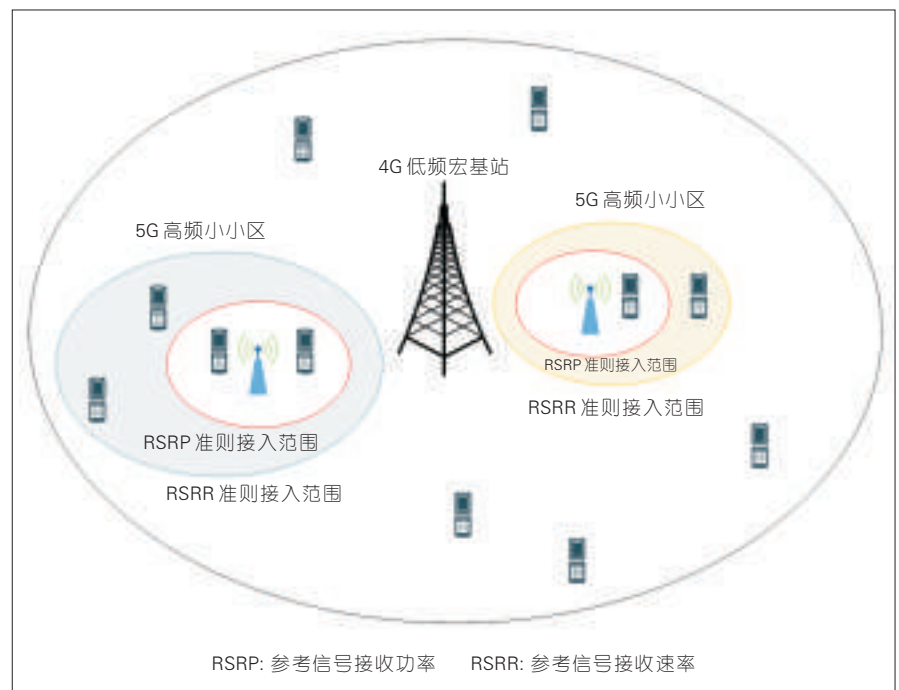 4G 低频宏基站
5G 高频小小区
5G 高频小小区
RSRP 准则接入范围
RSRR 准则接入范围
RSRP 准则接入范围
RSRR 准则接入范围
RSRP: 参考信号接收功率 RSRR: 参考信号接收速率